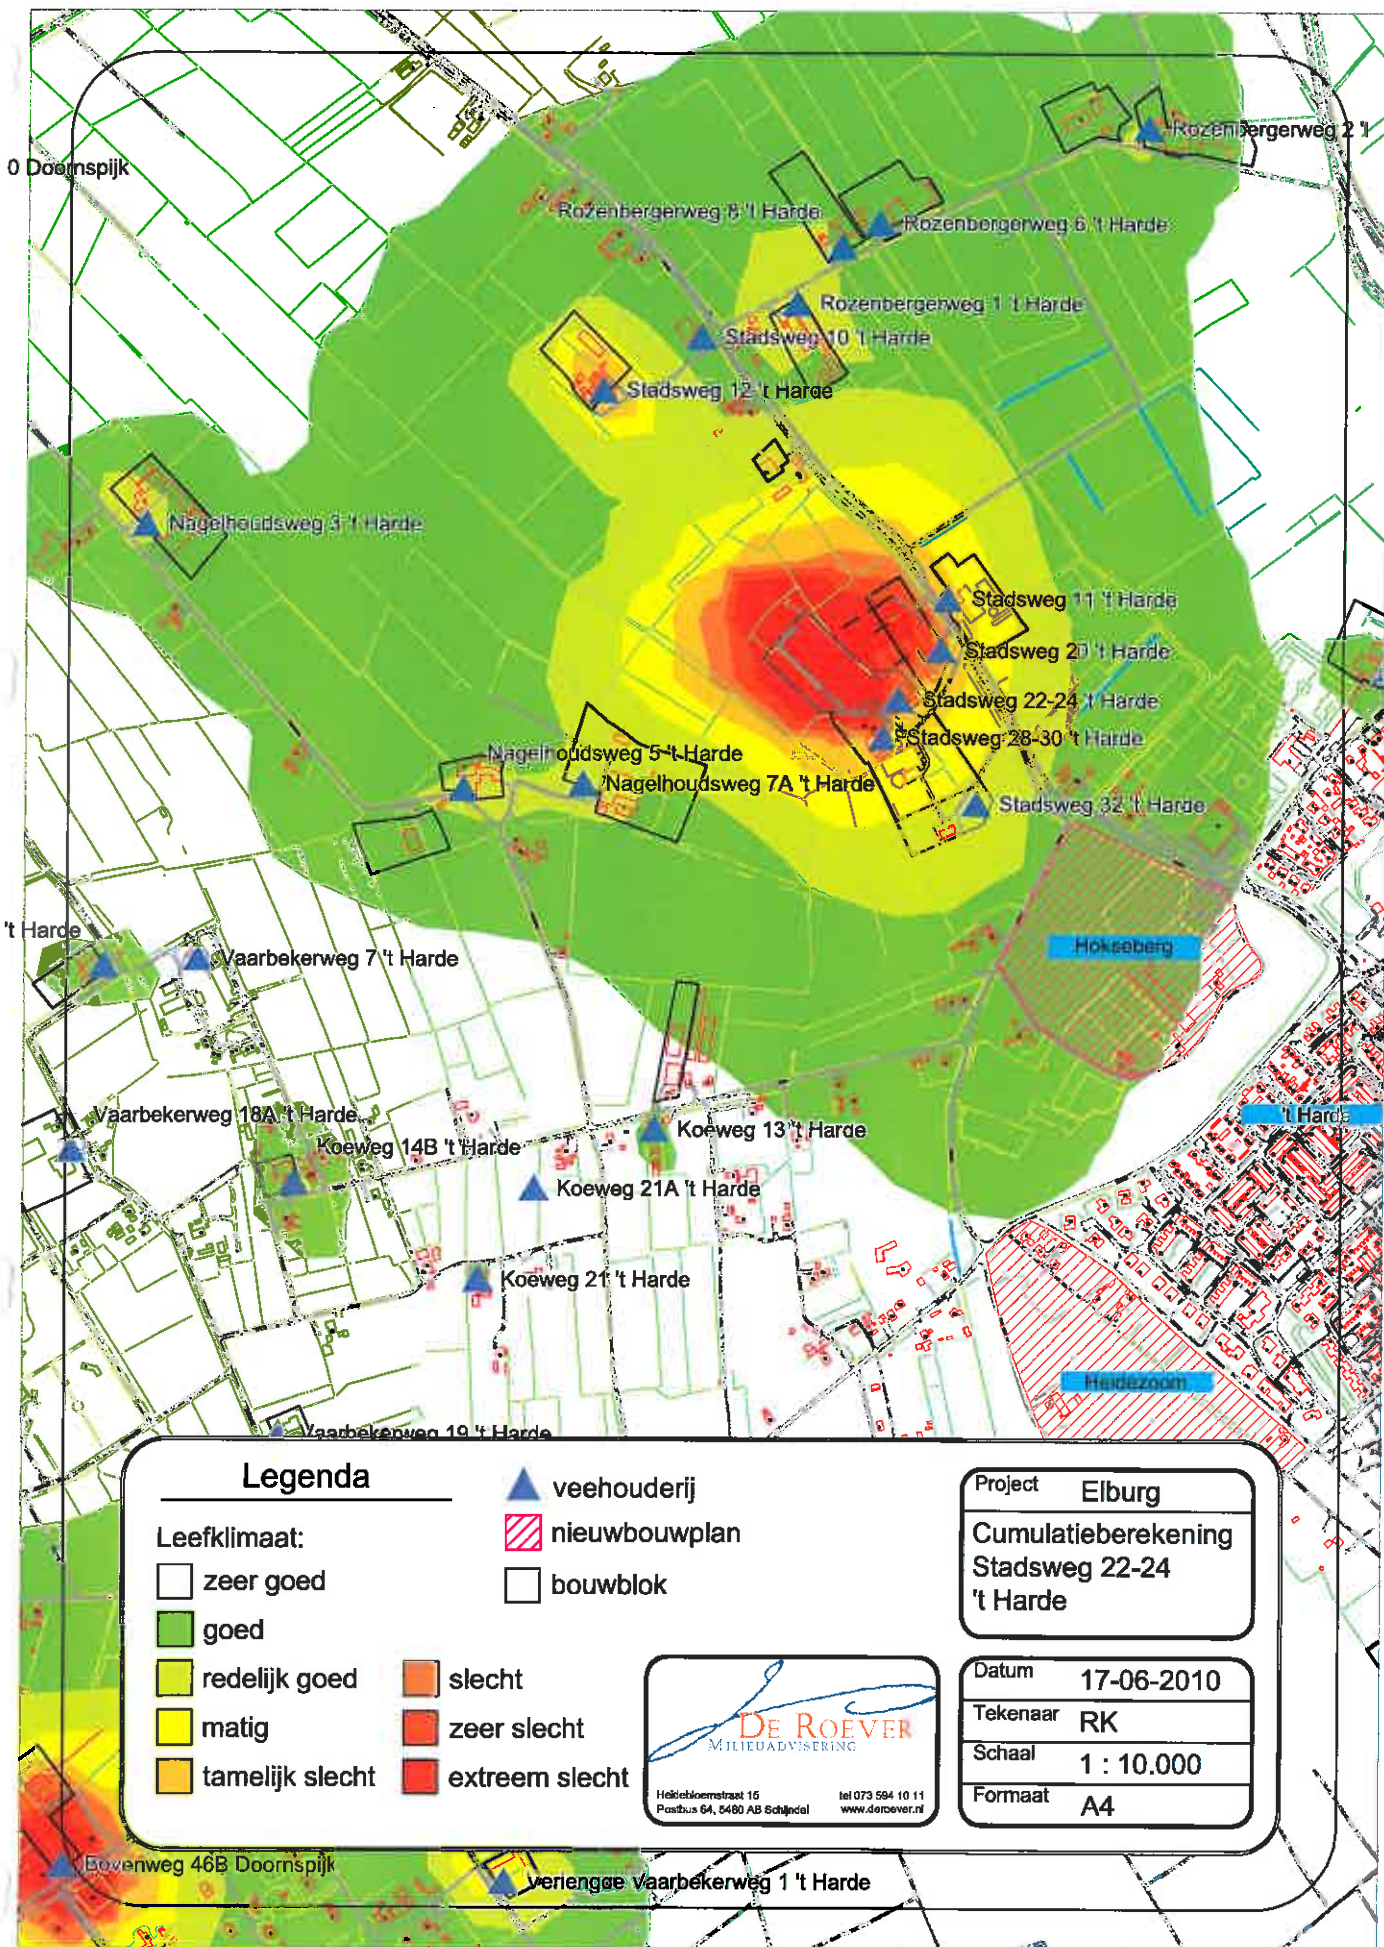 0 Doornspijk
Rozenbergerweg 2 't
Rozenbergerweg 8 't Harde
Rozenbergerweg 6 't Harde
Rozenbergerweg 1 't Harde
Stadsweg 10 't Harde
Stadsweg 12 't Harde
Nagelhoudsweg 3 't Harde
Stadsweg 11 't Harde
Stadsweg 20 't Harde
Stadsweg 22-24 't Harde
Stadsweg 28-30 't Harde
Nagelhoudsweg 5 't Harde
Nagelhoudsweg 7A 't Harde
Stadsweg 32 't Harde
't Harde
Vaarbekerweg 7 't Harde
Hokseberg
Vaarbekerweg 18A 't Harde
Koeweg 14B 't Harde
Koeweg 13 't Harde
't Harde
Koeweg 21A 't Harde
Koeweg 21 't Harde
Heidezoom
Vaarbekerweg 19 't Harde
Legenda
Leefklimaat:
zeer goed
goed
redelijk goed
matig
tamelijk slecht
slecht
zeer slecht
extreem slecht
veehouderij
nieuwbouwplan
bouwblok
DE ROEVER
MILIEUADVISERING
Heidebloemstraat 15
Postbus 64, 5480 AB Schijndel
tel 073 594 10 11
www.deroever.nl
Project Elburg
Cumulatieberekening
Stadsweg 22-24
't Harde
Datum 17-06-2010
Tekenaar RK
Schaal 1 : 10.000
Formaat A4
Bovenweg 46B Doornspijk
Verlengde Vaarbekerweg 1 't Harde